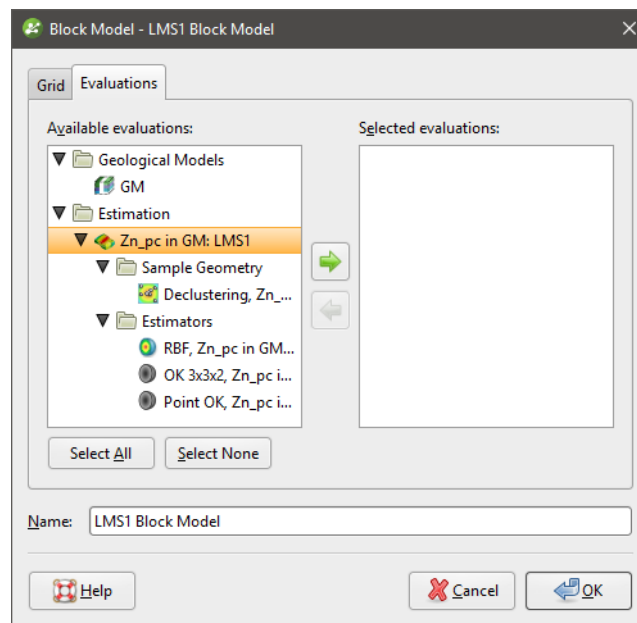 Block Model - LMS1 Block Model
Grid
Evaluations
Available evaluations:
Selected evaluations:
Geological Models
GM
Estimation
Zn_pc in GM: LMS1
Sample Geometry
Declustering, Zn_...
Estimators
RBF, Zn_pc in GM...
OK 3x3x2, Zn_pc i...
Point OK, Zn_pc i...
Select All
Select None
Name: LMS1 Block Model
Help
Cancel
OK